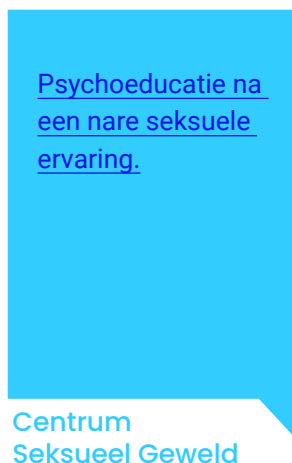 Psychoeducatie na
een nare seksuele
ervaring.
Centrum
Seksueel Geweld